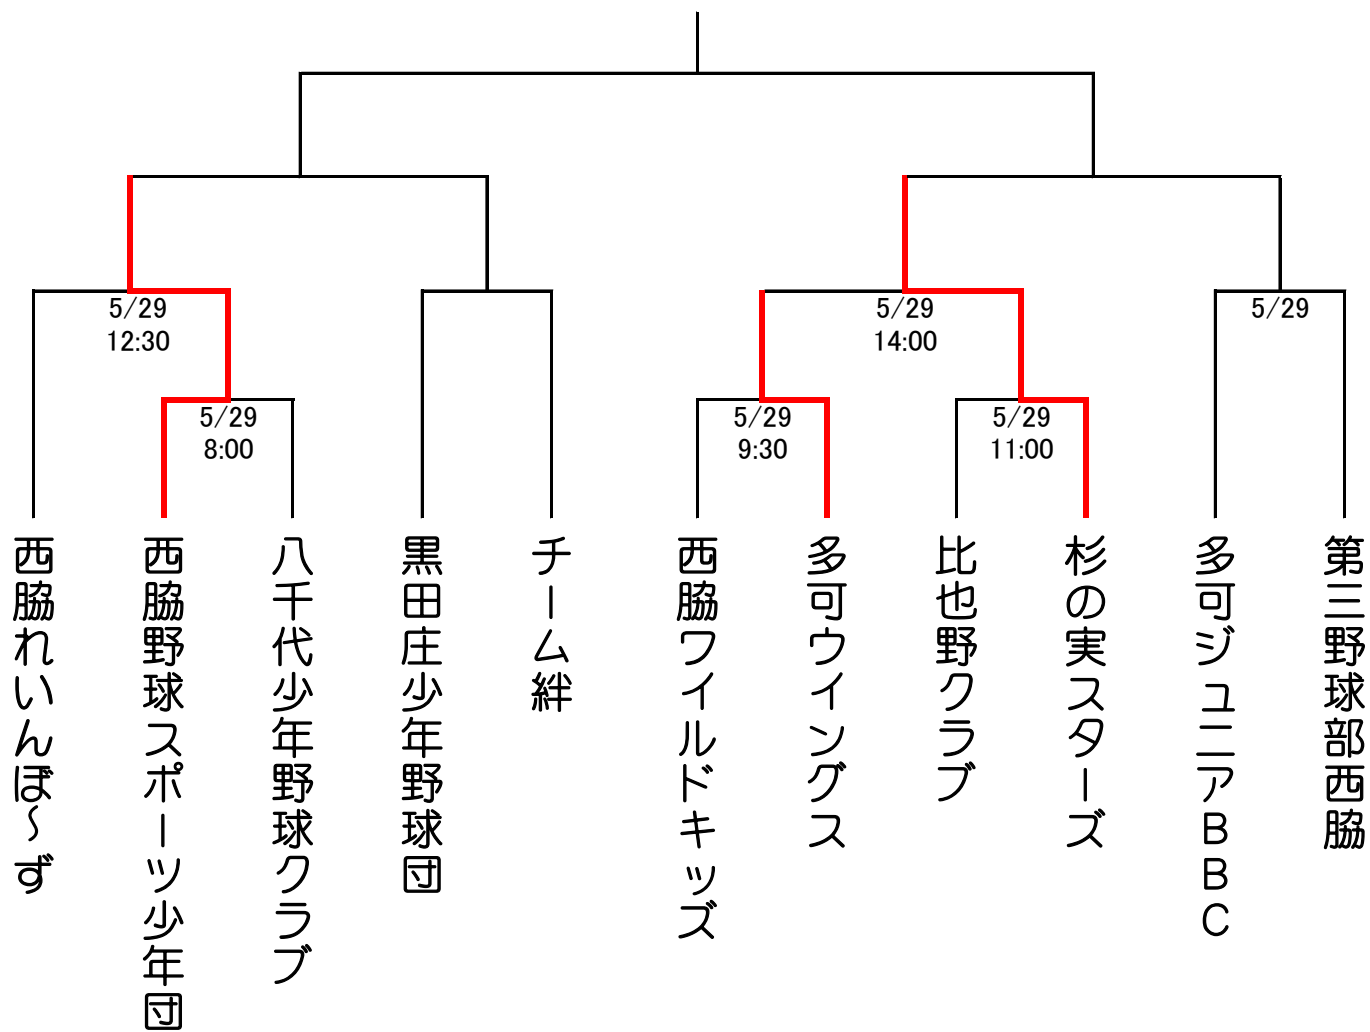 5/29
12:30
5/29
14:00
5/29
5/29
8:00
5/29
9:30
5/29
11:00
西脇れいんぼ～ず
西脇野球スポーツ少年団
八千代少年野球クラブ
黒田庄少年野球団
チーム絆
西脇ワイルドキッズ
多可ウイングス
比也野クラブ
杉の実スターズ
多可ジュニアBBC
第三野球部西脇